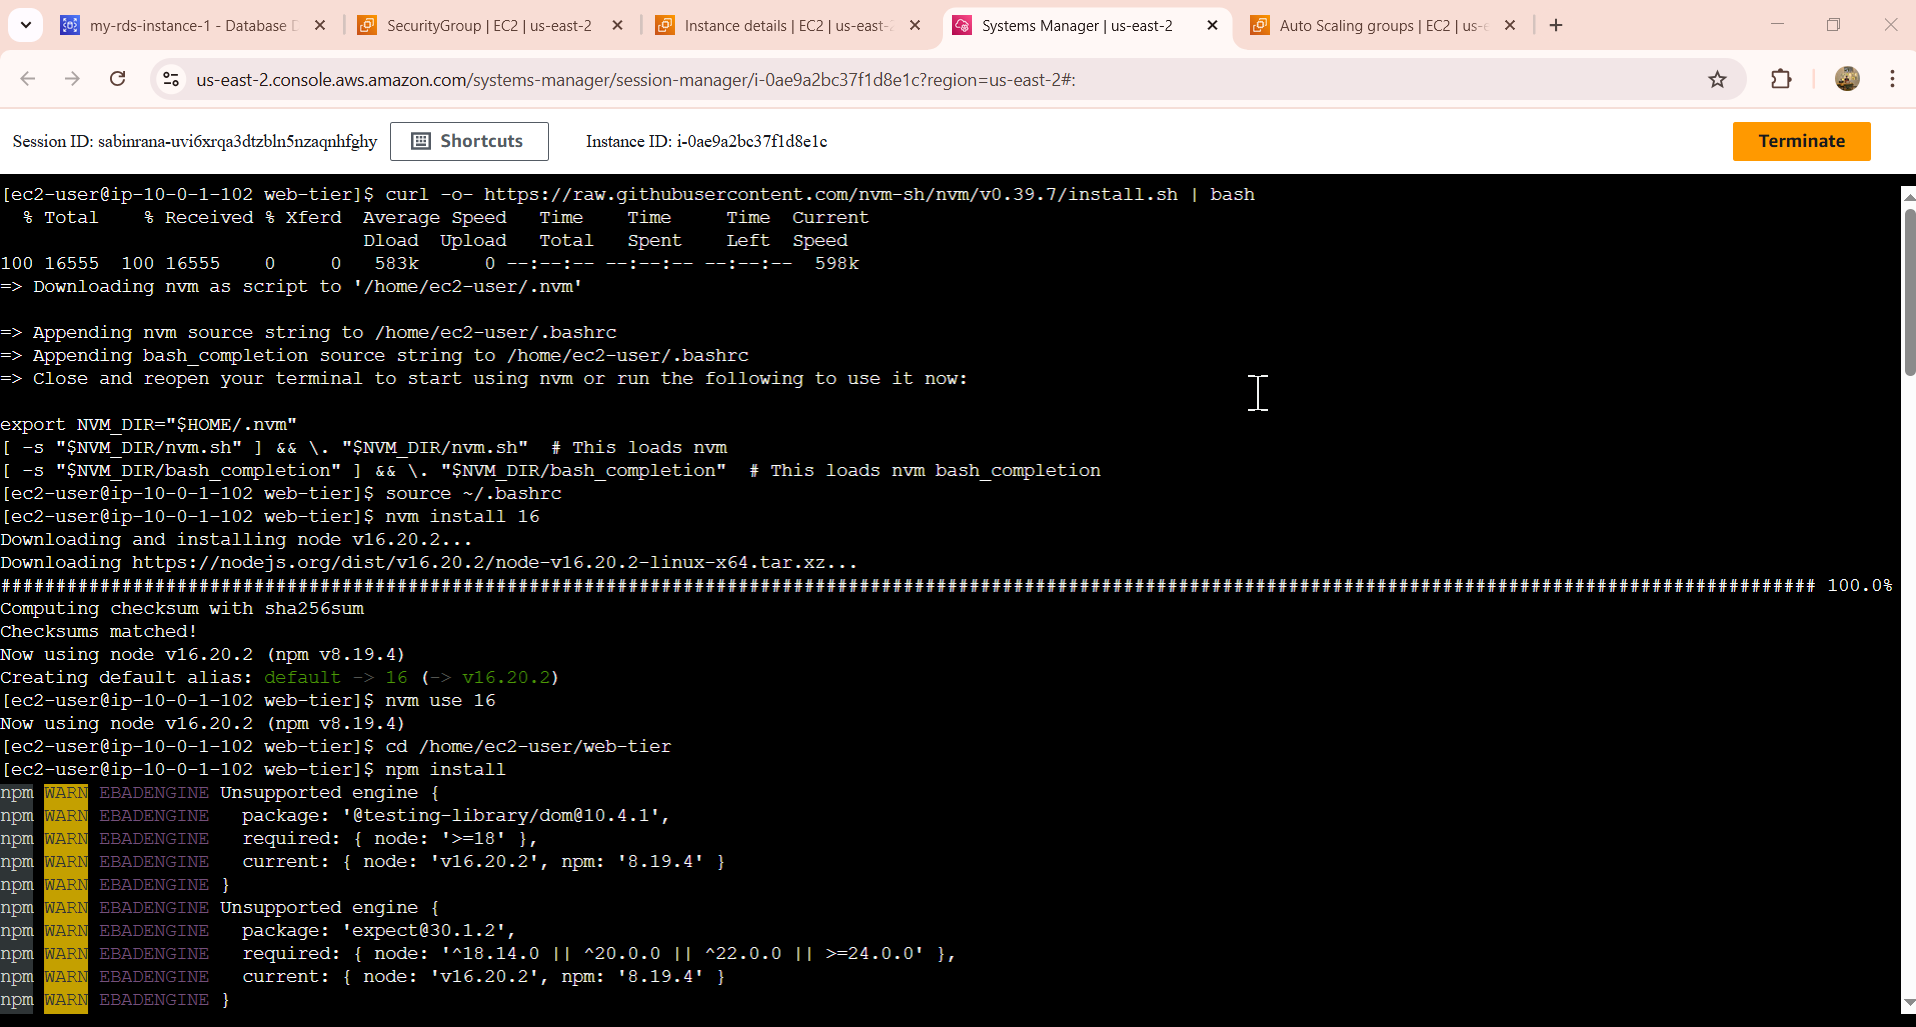 my-rds-instance-1 - Database D
SecurityGroup | EC2 | us-east-2
Instance details | EC2 | us-east-2
Systems Manager | us-east-2
Auto Scaling groups | EC2 | us-e
us-east-2.console.aws.amazon.com/systems-manager/session-manager/i-0ae9a2bc37f1d8e1c?region=us-east-2#:
Session ID: sabinrana-uvi6xrqa3dtzbln5nzaqnhfghy
Shortcuts
Instance ID: i-0ae9a2bc37f1d8e1c
Terminate
[ec2-user@ip-10-0-1-102 web-tier]$ curl -o- https://raw.githubusercontent.com/nvm-sh/nvm/v0.39.7/install.sh | bash
  % Total    % Received % Xferd  Average Speed   Time    Time     Time  Current
                                 Dload  Upload   Total   Spent    Left  Speed
100 16555  100 16555    0     0   583k      0 --:--:-- --:--:-- --:--:--  598k
=> Downloading nvm as script to '/home/ec2-user/.nvm'
=> Appending nvm source string to /home/ec2-user/.bashrc
=> Appending bash_completion source string to /home/ec2-user/.bashrc
=> Close and reopen your terminal to start using nvm or run the following to use it now:
export NVM_DIR="$HOME/.nvm"
[ -s "$NVM_DIR/nvm.sh" ] && \. "$NVM_DIR/nvm.sh"  # This loads nvm
[ -s "$NVM_DIR/bash_completion" ] && \. "$NVM_DIR/bash_completion"  # This loads nvm bash_completion
[ec2-user@ip-10-0-1-102 web-tier]$ source ~/.bashrc
[ec2-user@ip-10-0-1-102 web-tier]$ nvm install 16
Downloading and installing node v16.20.2...
Downloading https://nodejs.org/dist/v16.20.2/node-v16.20.2-linux-x64.tar.xz...
##################################################################################################################################################################### 100.0%
Computing checksum with sha256sum
Checksums matched!
Now using node v16.20.2 (npm v8.19.4)
Creating default alias: default -> 16 (-> v16.20.2)
[ec2-user@ip-10-0-1-102 web-tier]$ nvm use 16
Now using node v16.20.2 (npm v8.19.4)
[ec2-user@ip-10-0-1-102 web-tier]$ cd /home/ec2-user/web-tier
[ec2-user@ip-10-0-1-102 web-tier]$ npm install
npm WARN EBADENGINE Unsupported engine {
npm WARN EBADENGINE   package: '@testing-library/dom@10.4.1',
npm WARN EBADENGINE   required: { node: '>=18' },
npm WARN EBADENGINE   current: { node: 'v16.20.2', npm: '8.19.4' }
npm WARN EBADENGINE }
npm WARN EBADENGINE Unsupported engine {
npm WARN EBADENGINE   package: 'expect@30.1.2',
npm WARN EBADENGINE   required: { node: '^18.14.0 || ^20.0.0 || ^22.0.0 || >=24.0.0' },
npm WARN EBADENGINE   current: { node: 'v16.20.2', npm: '8.19.4' }
npm WARN EBADENGINE }